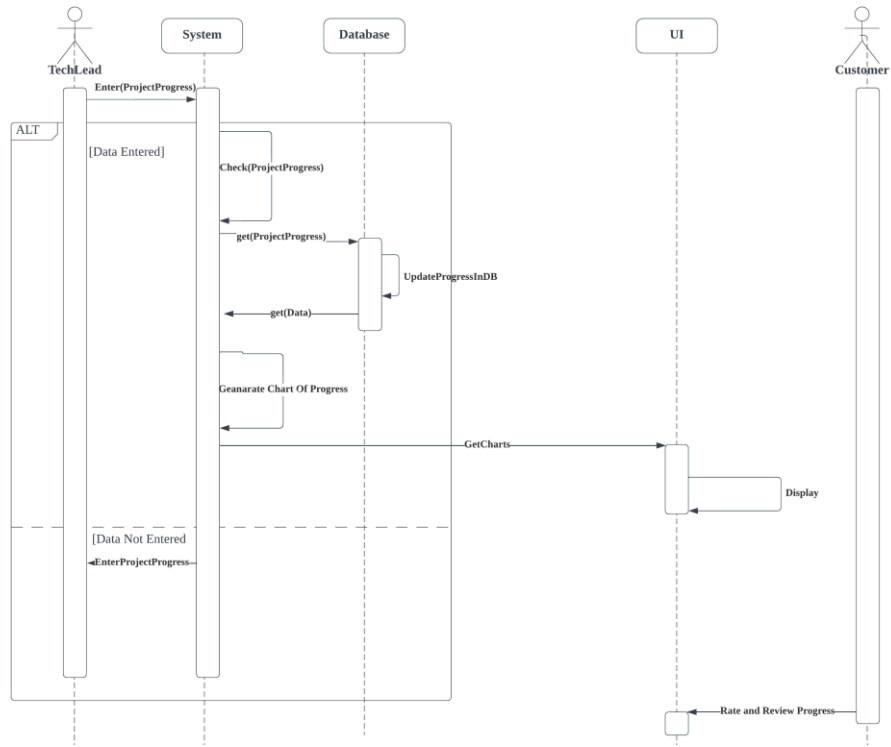 System
Database
UI
TechLead
Customer
Enter(ProjectProgress)
ALT
[Data Entered]
Check(ProjectProgress)
get(ProjectProgress)
UpdateProgressInDB
get(Data)
Geanarate Chart Of Progress
GetCharts
Display
[Data Not Entered
EnterProjectProgress
Rate and Review Progress